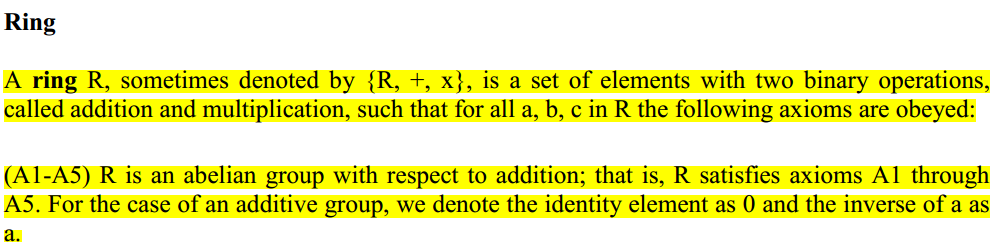 Ring
A ring R, sometimes denoted by {R, +, x}, is a set of elements with two binary operations,
called addition and multiplication, such that for all a, b, c in R the following axioms are obeyed:
(A1-A5) R is an abelian group with respect to addition; that is, R satisfies axioms A1 through
A5. For the case of an additive group, we denote the identity element as 0 and the inverse of a as
a.